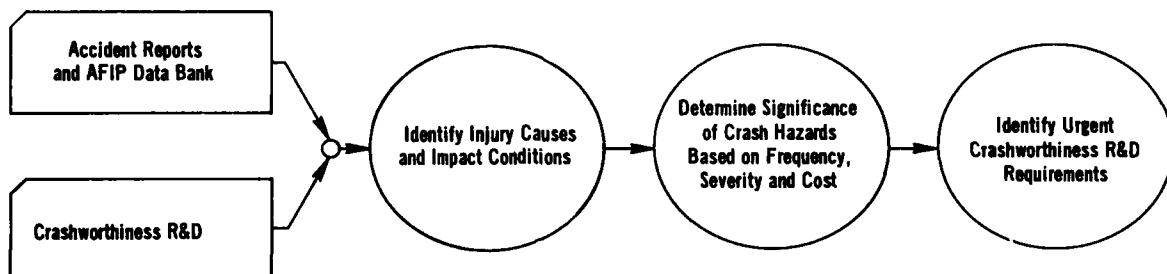 Accident Reports
and AFIP Data Bank
Crashworthiness R&D
Identify Injury Causes
and Impact Conditions
Determine Significance
of Crash Hazards
Based on Frequency,
Severity and Cost
Identify Urgent
Crashworthiness R&D
Requirements